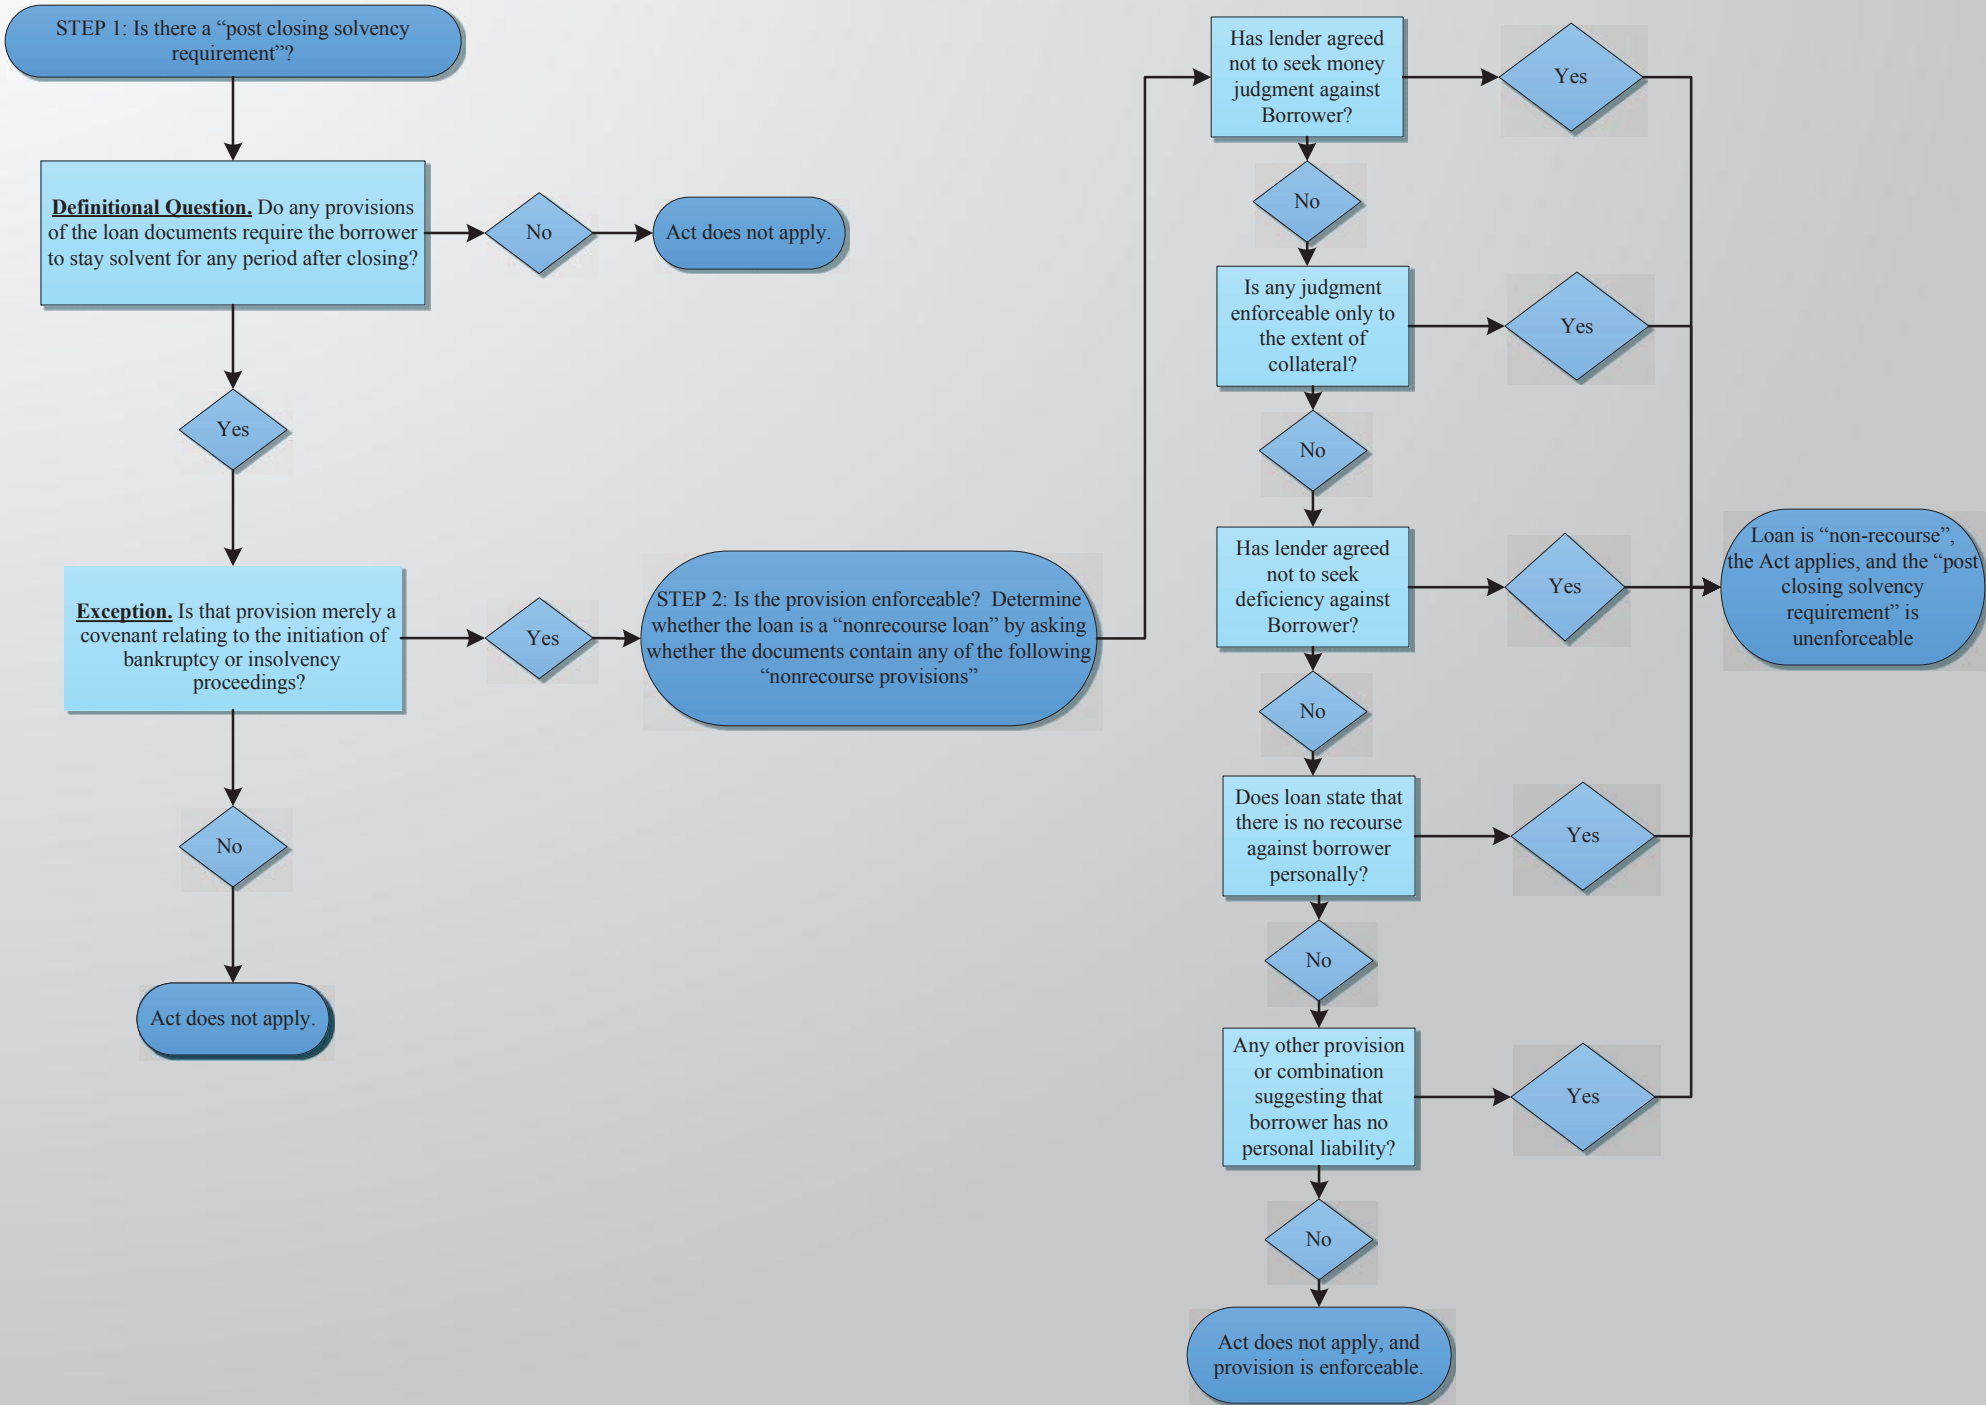 STEP 1: Is there a “post closing solvency
requirement”?
Definitional Question. Do any provisions
of the loan documents require the borrower
to stay solvent for any period after closing?
No
Act does not apply.
Yes
Exception. Is that provision merely a
covenant relating to the initiation of
bankruptcy or insolvency
proceedings?
Yes
No
Act does not apply.
STEP 2: Is the provision enforceable?  Determine
whether the loan is a “nonrecourse loan” by asking
whether the documents contain any of the following
“nonrecourse provisions”
Has lender agreed
not to seek money
judgment against
Borrower?
Yes
No
Is any judgment
enforceable only to
the extent of
collateral?
Yes
No
Has lender agreed
not to seek
deficiency against
Borrower?
Yes
No
Does loan state that
there is no recourse
against borrower
personally?
Yes
No
Any other provision
or combination
suggesting that
borrower has no
personal liability?
Yes
No
Act does not apply, and
provision is enforceable.
Loan is “non-recourse”,
the Act applies, and the “post
closing solvency
requirement” is
unenforceable